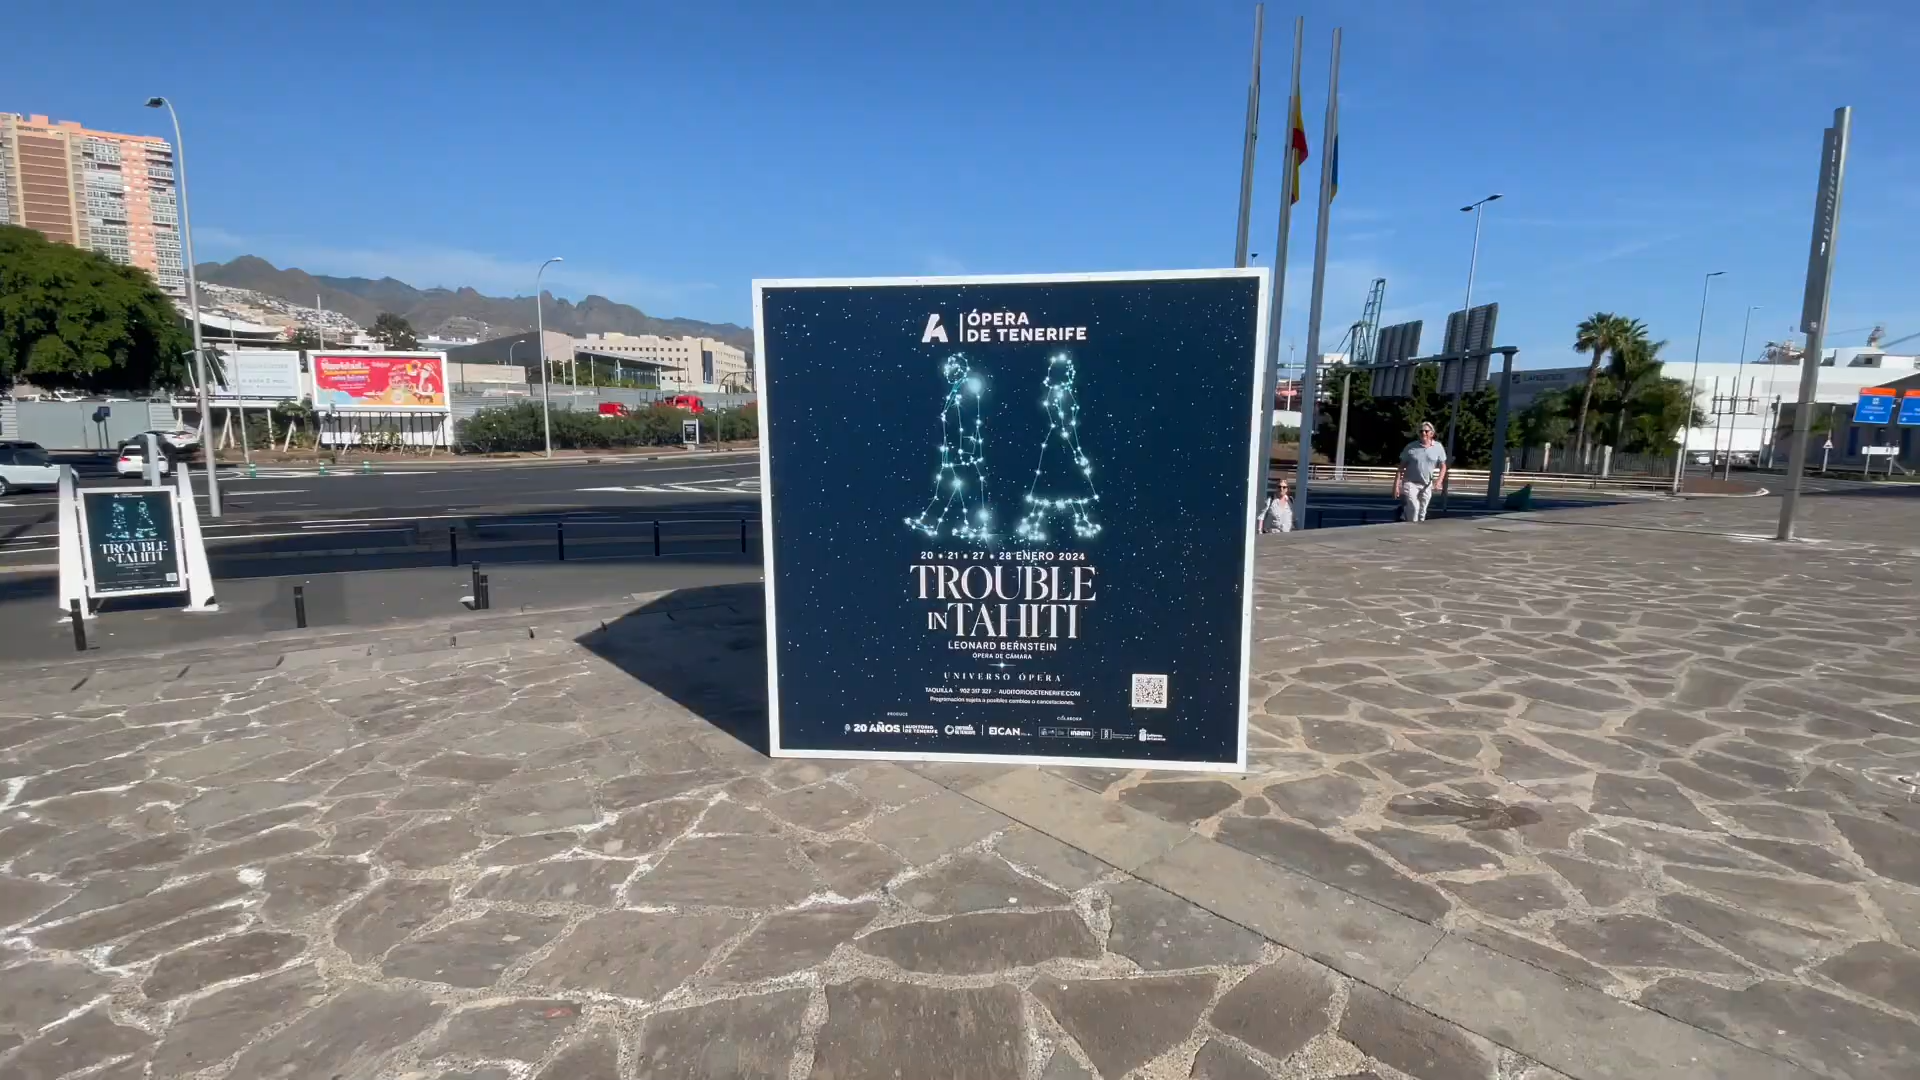 ÓPERA
DE TENERIFE
20 • 21 • 27 • 28 ENERO 2024
TROUBLE
IN TAHITI
LEONARD BERNSTEIN
ÓPERA DE CÁMARA
UNIVERSO ÓPERA
TAQUILLA · 902 317 327 · AUDITORIODETENERIFE.COM
Programación sujeta a posibles cambios o cancelaciones.
PRODUCE
COLABORA
20 AÑOS
AUDITORIO
DE TENERIFE
inaem
TROUBLE
IN TAHITI